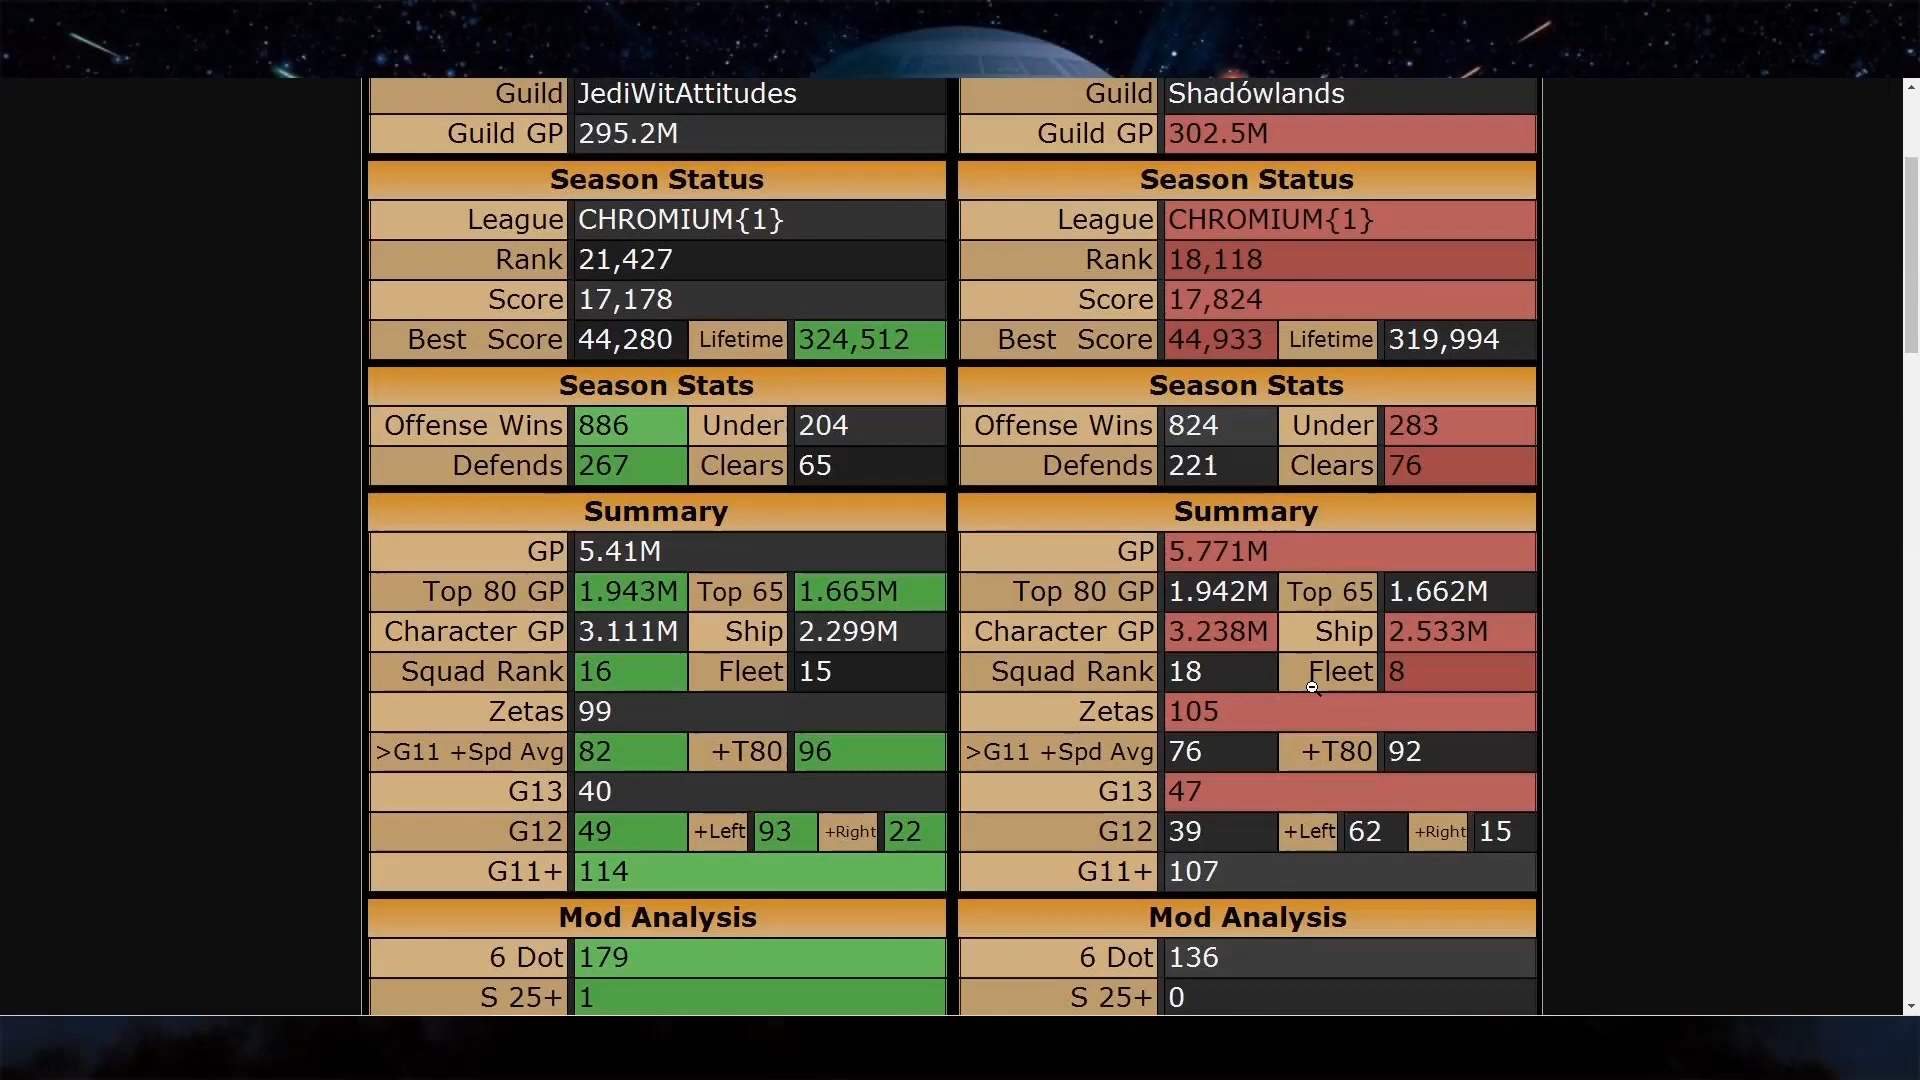 Guild JediWitAttitudes
Guild GP 295.2M
Season Status
League CHROMIUM{1}
Rank 21,427
Score 17,178
Best Score 44,280 Lifetime 324,512
Season Stats
Offense Wins 886 Under 204
Defends 267 Clears 65
Summary
GP 5.41M
Top 80 GP 1.943M Top 65 1.665M
Character GP 3.111M Ship 2.299M
Squad Rank 16 Fleet 15
Zetas 99
>G11 +Spd Avg 82 +T80 96
G13 40
G12 49 +Left 93 +Right 22
G11+ 114
Mod Analysis
6 Dot 179
S 25+ 1
Guild Shadówlands
Guild GP 302.5M
Season Status
League CHROMIUM{1}
Rank 18,118
Score 17,824
Best Score 44,933 Lifetime 319,994
Season Stats
Offense Wins 824 Under 283
Defends 221 Clears 76
Summary
GP 5.771M
Top 80 GP 1.942M Top 65 1.662M
Character GP 3.238M Ship 2.533M
Squad Rank 18 Fleet 8
Zetas 105
>G11 +Spd Avg 76 +T80 92
G13 47
G12 39 +Left 62 +Right 15
G11+ 107
Mod Analysis
6 Dot 136
S 25+ 0